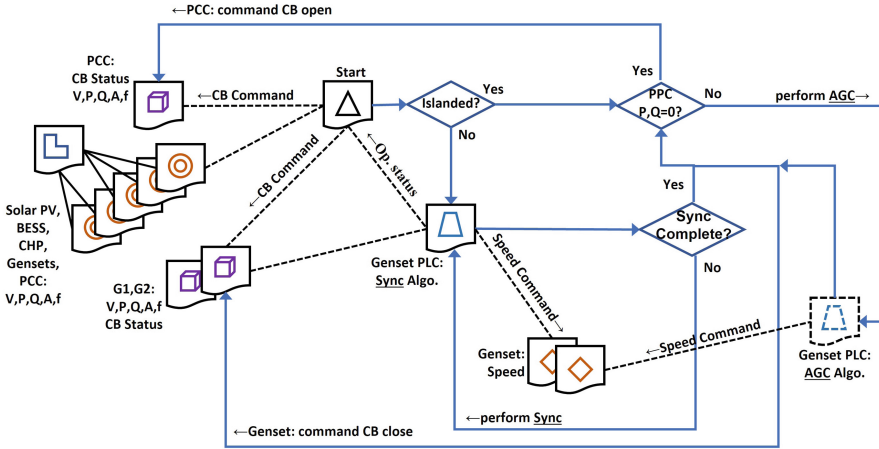 ←PCC: command CB open
PCC:
CB Status
V,P,Q,A,f
←CB Command
Start
Islanded?
Yes
No
Yes
PPC
P,Q=0?
No
perform AGC→
←CB Command
←Op. status
Solar PV,
BESS,
CHP,
Gensets,
PCC:
V,P,Q,A,f
G1,G2:
V,P,Q,A,f
CB Status
Genset PLC:
Sync Algo.
Speed Command→
Yes
Sync
Complete?
No
Genset:
Speed
←Speed Command
Genset PLC:
AGC Algo.
←perform Sync
←Genset: command CB close